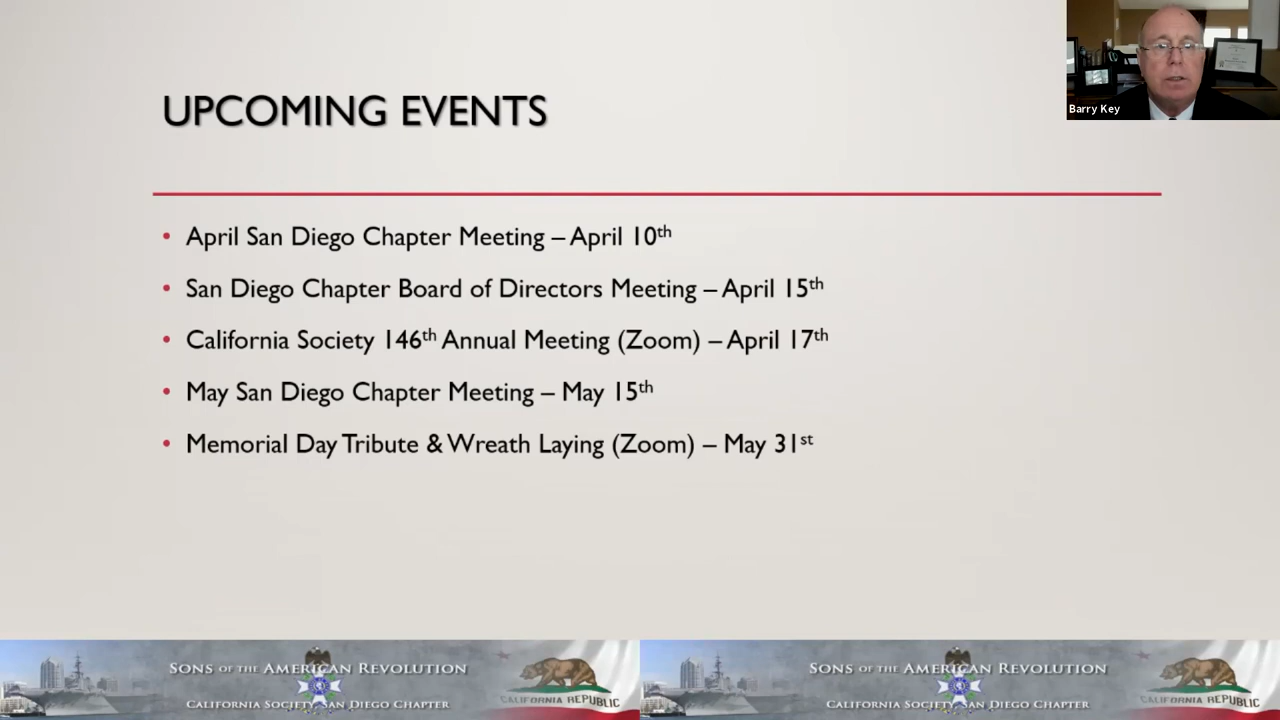 Barry Key
UPCOMING EVENTS
• April San Diego Chapter Meeting – April 10th
• San Diego Chapter Board of Directors Meeting – April 15th
• California Society 146th Annual Meeting (Zoom) – April 17th
• May San Diego Chapter Meeting – May 15th
• Memorial Day Tribute & Wreath Laying (Zoom) – May 31st
SONS OF THE AMERICAN REVOLUTION
CALIFORNIA SOCIETY SAN DIEGO CHAPTER
CALIFORNIA REPUBLIC
SONS OF THE AMERICAN REVOLUTION
CALIFORNIA SOCIETY SAN DIEGO CHAPTER
CALIFORNIA REPUBLIC